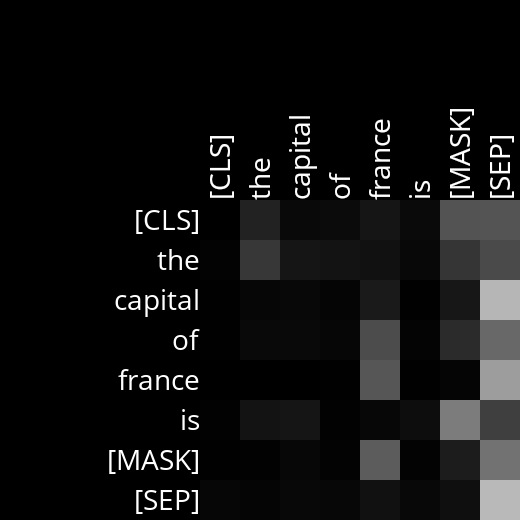 [CLS] the capital of france is [MASK] [SEP]
[CLS]
the
capital
of
france
is
[MASK]
[SEP]